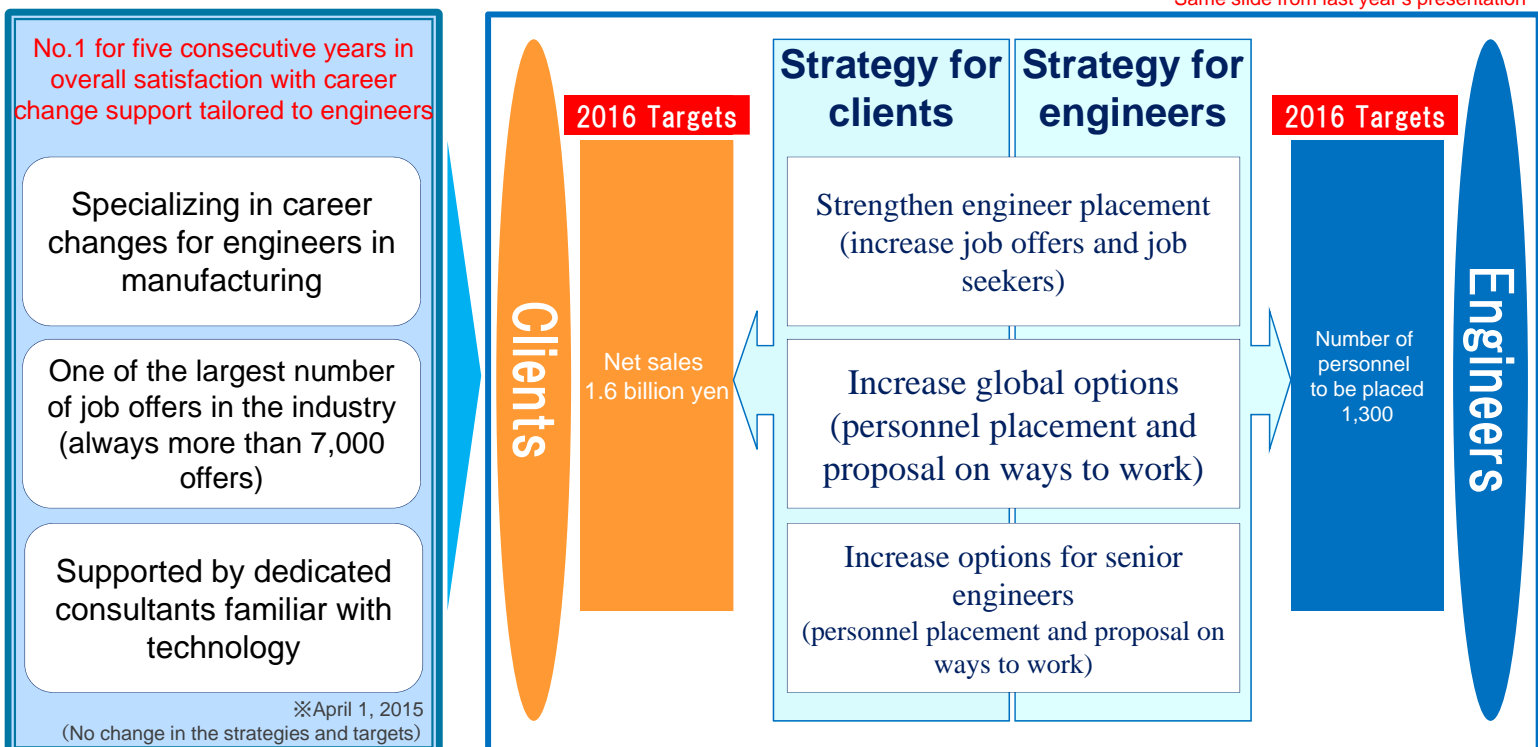 Same slide from last year's presentation
No.1 for five consecutive years in
overall satisfaction with career
change support tailored to engineers
Specializing in career
changes for engineers in
manufacturing
One of the largest number
of job offers in the industry
(always more than 7,000
offers)
Supported by dedicated
consultants familiar with
technology
※April 1, 2015
（No change in the strategies and targets）
Clients
2016 Targets
Net sales
1.6 billion yen
Strategy for
clients
Strategy for
engineers
Strengthen engineer placement
(increase job offers and job
seekers)
Increase global options
(personnel placement and
proposal on ways to work)
Increase options for senior
engineers
(personnel placement and proposal on
ways to work)
2016 Targets
Number of
personnel
to be placed
1,300
Engineers